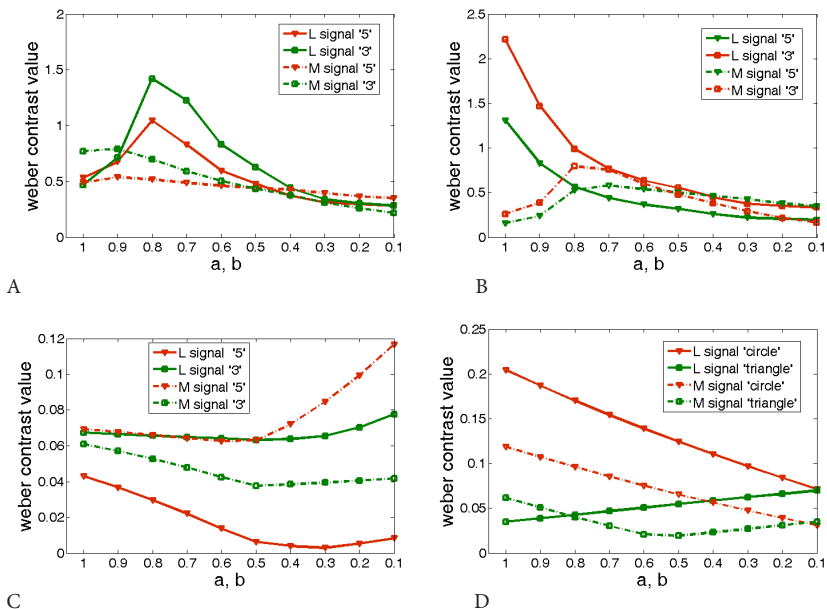 2
1.5
1
0.5
0
weber contrast value
L signal '5'
L signal '3'
M signal '5'
M signal '3'
1 0.9 0.8 0.7 0.6 0.5 0.4 0.3 0.2 0.1
a, b
A
2.5
2
1.5
1
0.5
0
weber contrast value
L signal '5'
L signal '3'
M signal '5'
M signal '3'
1 0.9 0.8 0.7 0.6 0.5 0.4 0.3 0.2 0.1
a, b
B
0.12
0.1
0.08
0.06
0.04
0.02
0
weber contrast value
L signal '5'
L signal '3'
M signal '5'
M signal '3'
1 0.9 0.8 0.7 0.6 0.5 0.4 0.3 0.2 0.1
a, b
C
0.25
0.2
0.15
0.1
0.05
0
weber contrast value
L signal 'circle'
L signal 'triangle'
M signal 'circle'
M signal 'triangle'
1 0.9 0.8 0.7 0.6 0.5 0.4 0.3 0.2 0.1
a, b
D